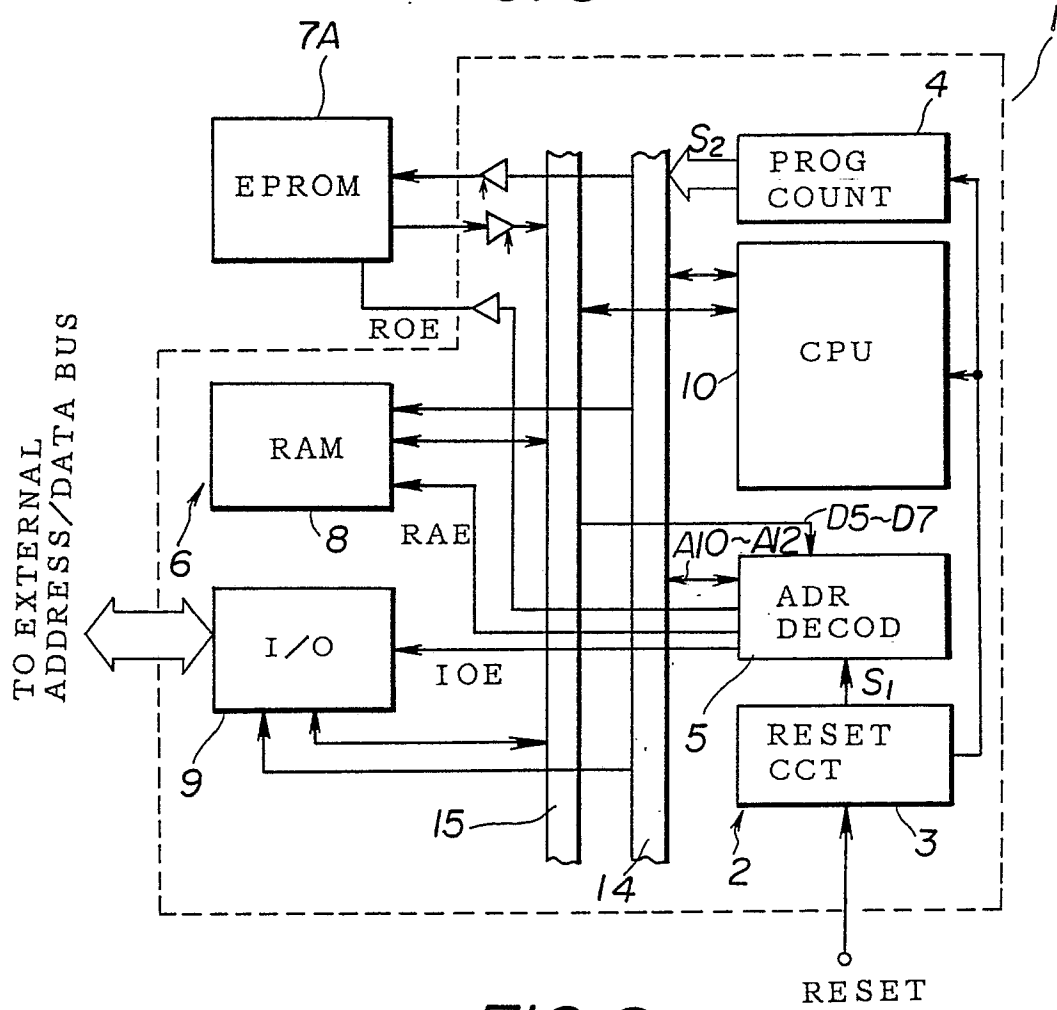 7A
1
4
EPROM
S2
PROG
COUNT
ROE
CPU
10
TO EXTERNAL
ADDRESS/DATA BUS
RAM
6
8
RAE
D5~D7
A10~A12
ADR
DECOD
I/O
IOE
S1
5
9
RESET
CCT
15
14
2
3
RESET